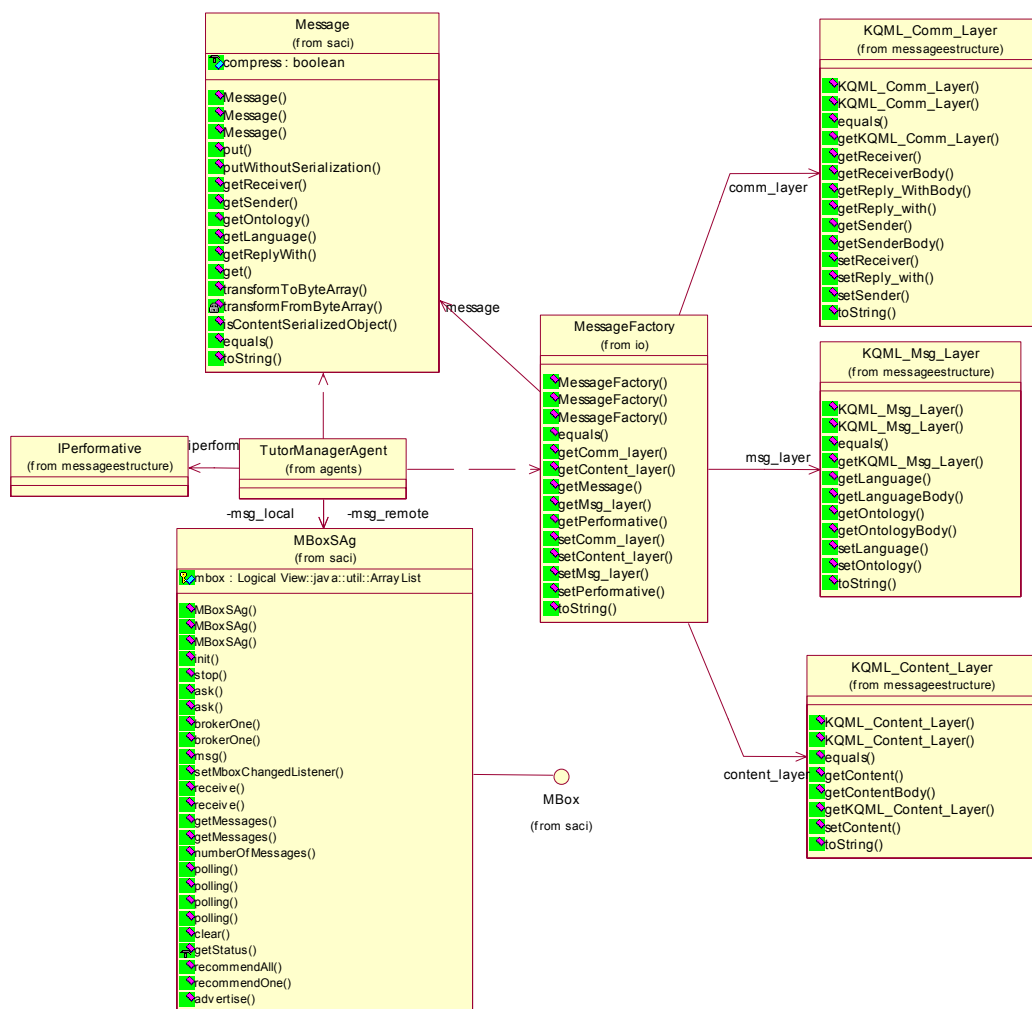 Message
(from saci)
compress : boolean
Message()
Message()
Message()
put()
putWithoutSerialization()
getReceiver()
getSender()
getOntology()
getLanguage()
getReplyWith()
get()
transformToByteArray()
transformFromByteArray()
isContentSerializedObject()
equals()
toString()
KQML_Comm_Layer
(from messageestructure)
KQML_Comm_Layer()
KQML_Comm_Layer()
equals()
getKQML_Comm_Layer()
getReceiver()
getReceiverBody()
getReply_WithBody()
getReply_with()
getSender()
getSenderBody()
setReceiver()
setReply_with()
setSender()
toString()
comm_layer
message
MessageFactory
(from io)
MessageFactory()
MessageFactory()
MessageFactory()
equals()
getComm_layer()
getContent_layer()
getMessage()
getMsg_layer()
getPerformative()
setComm_layer()
setContent_layer()
setMsg_layer()
setPerformative()
toString()
KQML_Msg_Layer
(from messageestructure)
KQML_Msg_Layer()
KQML_Msg_Layer()
equals()
getKQML_Msg_Layer()
getLanguage()
getLanguageBody()
getOntology()
getOntologyBody()
setLanguage()
setOntology()
toString()
msg_layer
IPerformative
(from messageestructure)
iperform
TutorManagerAgent
(from agents)
-msg_local
-msg_remote
MBoxSAg
(from saci)
mbox : Logical View::java::util::ArrayList
MBoxSAg()
MBoxSAg()
MBoxSAg()
init()
stop()
ask()
ask()
brokerOne()
brokerOne()
msg()
setMboxChangedListener()
receive()
receive()
getMessages()
getMessages()
numberOfMessages()
polling()
polling()
polling()
polling()
clear()
getStatus()
recommendAll()
recommendOne()
advertise()
MBox
(from saci)
content_layer
KQML_Content_Layer
(from messageestructure)
KQML_Content_Layer()
KQML_Content_Layer()
equals()
getContent()
getContentBody()
getKQML_Content_Layer()
setContent()
toString()